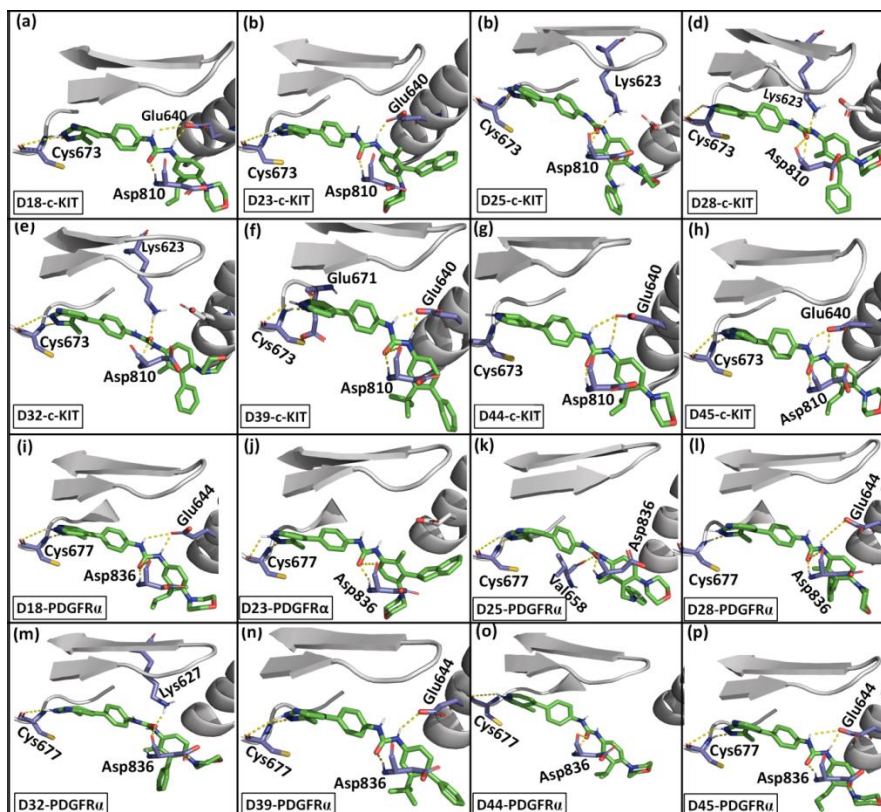 (a)
Glu640
Cys673
Asp810
D18-c-KIT
(b)
Glu640
Cys673
Asp810
D23-c-KIT
(b)
Lys623
Cys673
Asp810
D25-c-KIT
(d)
Lys623
Cys673
Asp810
D28-c-KIT
(e)
Lys623
Cys673
Asp810
D32-c-KIT
(f)
Glu671
Glu640
Cys673
Asp810
D39-c-KIT
(g)
Glu640
Cys673
Asp810
D44-c-KIT
(h)
Glu640
Cys673
Asp810
D45-c-KIT
(i)
Glu644
Cys677
Asp836
D18-PDGFRα
(j)
Cys677
Asp836
D23-PDGFRα
(k)
Asp836
Cys677
Val658
D25-PDGFRα
(l)
Glu644
Cys677
Asp836
D28-PDGFRα
(m)
Lys627
Cys677
Asp836
D32-PDGFRα
(n)
Glu644
Cys677
Asp836
D39-PDGFRα
(o)
Cys677
Asp836
D44-PDGFRα
(p)
Glu644
Cys677
Asp836
D45-PDGFRα